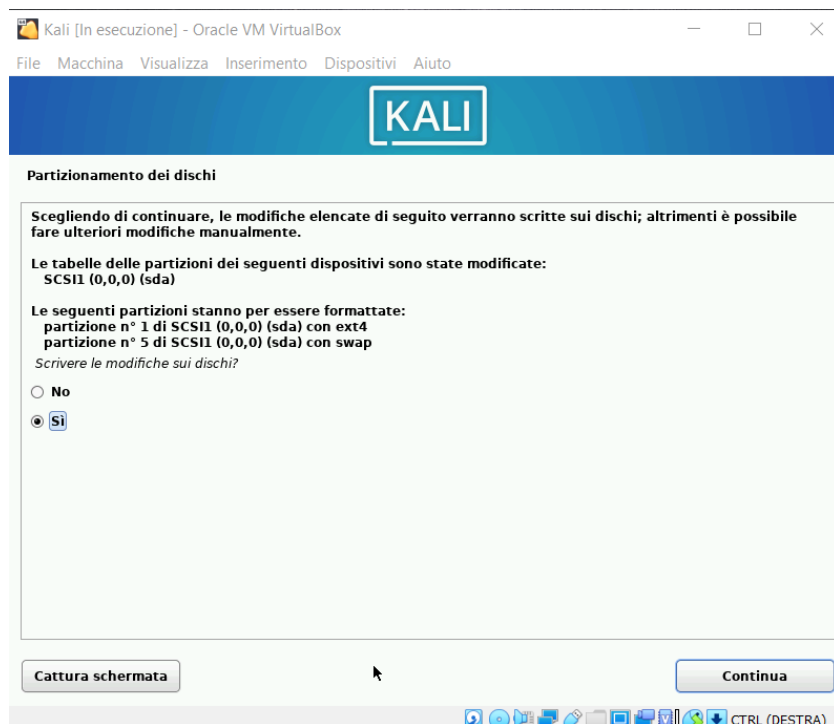 Kali [In esecuzione] - Oracle VM VirtualBox
File Macchina Visualizza Inserimento Dispositivi Aiuto
KALI
Partizionamento dei dischi
Scegliendo di continuare, le modifiche elencate di seguito verranno scritte sui dischi; altrimenti è possibile
fare ulteriori modifiche manualmente.
Le tabelle delle partizioni dei seguenti dispositivi sono state modificate:
SCSI1 (0,0,0) (sda)
Le seguenti partizioni stanno per essere formattate:
partizione n° 1 di SCSI1 (0,0,0) (sda) con ext4
partizione n° 5 di SCSI1 (0,0,0) (sda) con swap
Scrivere le modifiche sui dischi?
No
Sì
Cattura schermata
Continua
CTRL (DESTRA)